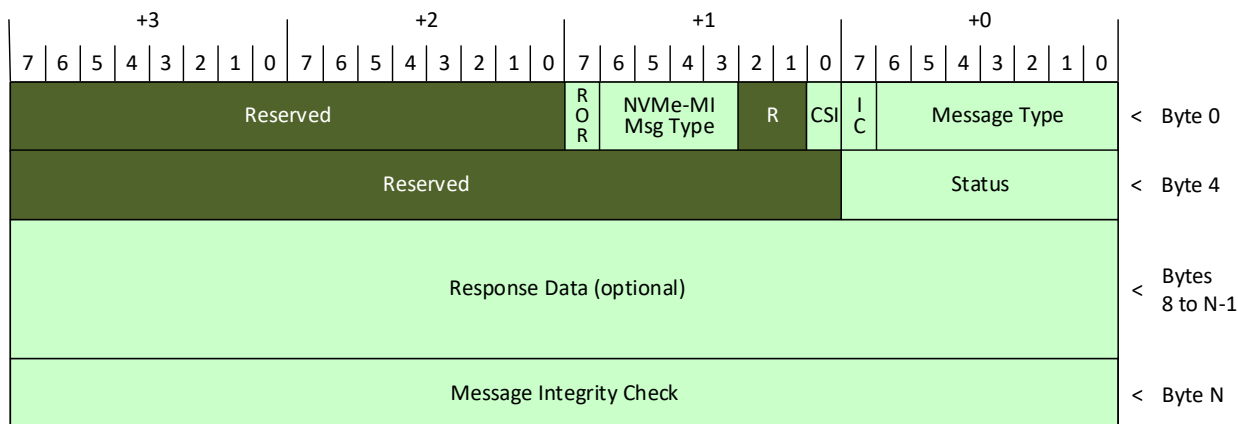 +3 +2 +1 +0
7 6 5 4 3 2 1 0 7 6 5 4 3 2 1 0 7 6 5 4 3 2 1 0 7 6 5 4 3 2 1 0
Reserved
R
O
R
NVMe-MI
Msg Type
R
CSI
I
C
Message Type
< Byte 0
Reserved
Status
< Byte 4
Response Data (optional)
< Bytes
8 to N-1
Message Integrity Check
< Byte N